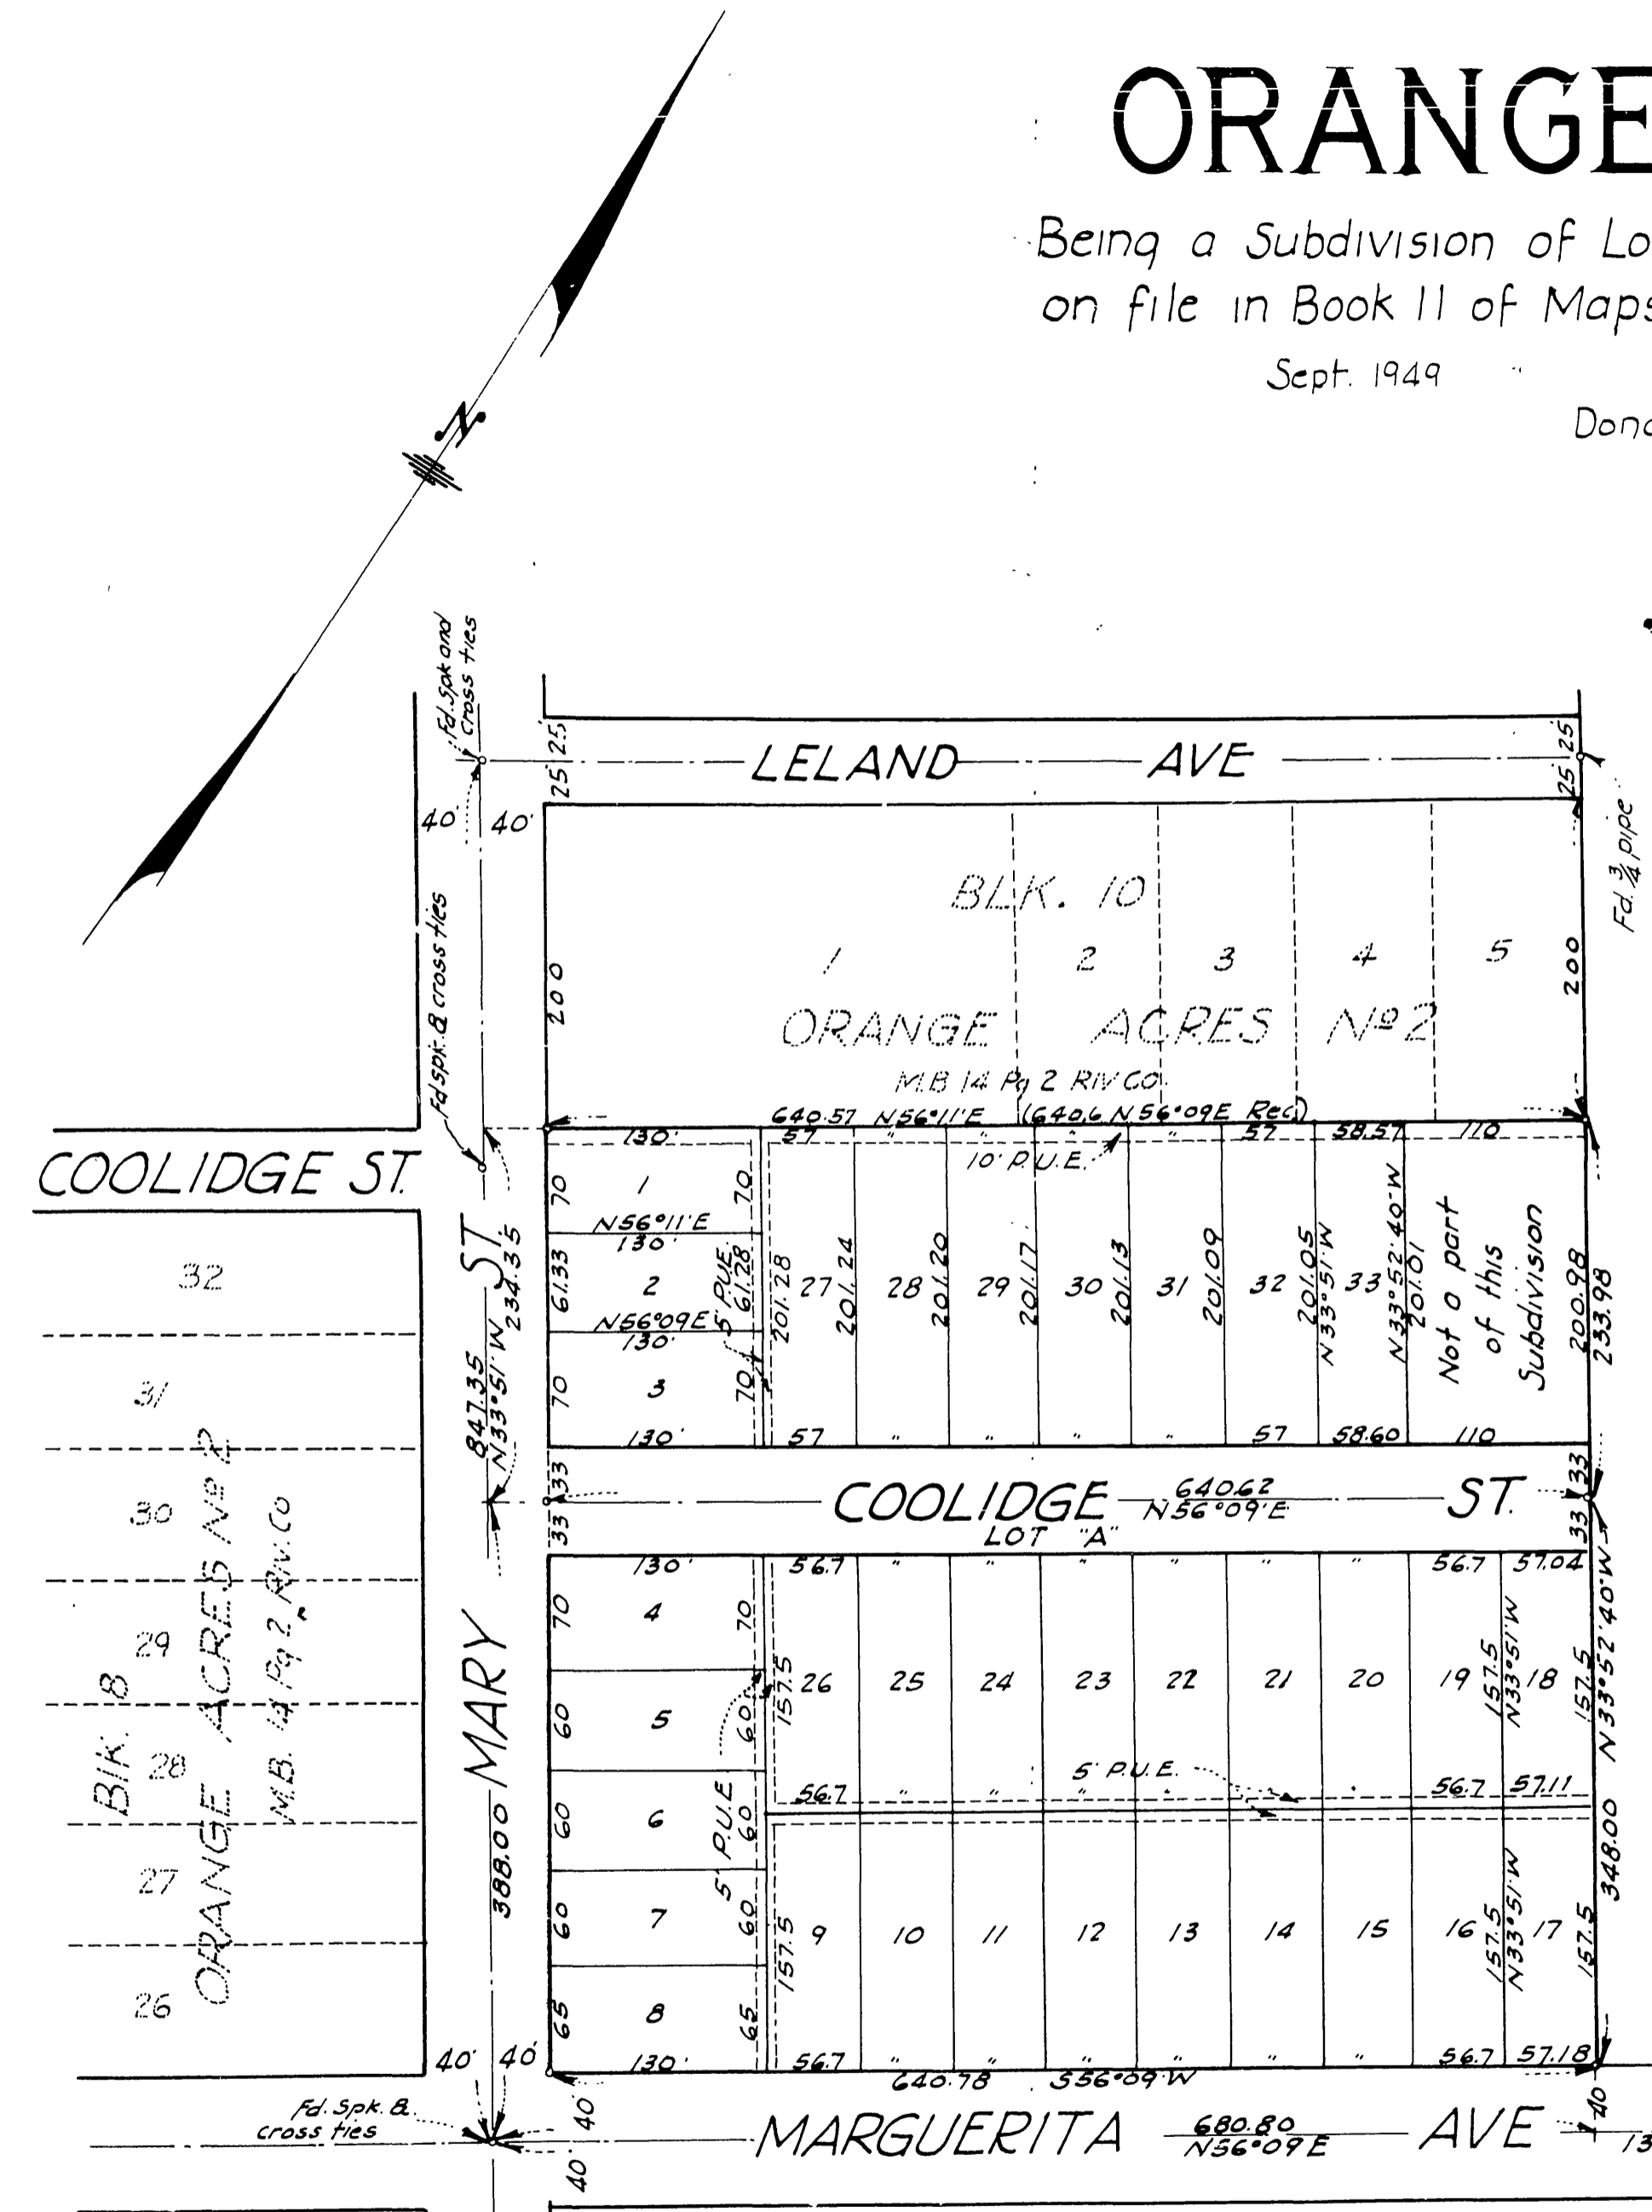 ORANGE
Being a Subdivision of Lo
on file in Book 11 of Maps
Sept. 1949
Dona
N
Fd. Spk and
cross ties
25 25
LELAND AVE
25 25
40' 40'
Fd. 3/4 pipe
BLK. 10
1 2 3 4 5
200 200
ORANGE ACRES Nº 2
M.B 14 Pg 2 RIV CO.
Fd spk. & cross ties
640.57 N56°11'E (640.6 N56°09E Rec.)
130' 57 " " " " 57 58.57 110
10' P.U.E.
COOLIDGE ST.
70 1 70
N56°11'E
130'
61.33 2 61.28
N56°09E
130'
5' P.U.E.
70 3 70
130'
201.28 27 201.24 28 201.20 29 201.17 30 201.13 31 201.09 32 201.05 33 201.01
N33°51'W
N33°52'40"W
Not a part
of this
Subdivision
200.98
233.98
57 " " " " 57 58.60 110
MARY ST.
234.35
847.35
N33°51'W
33 33
COOLIDGE ST.
640.62
N56°09'E
LOT "A"
33 33
32
31
30
29
28
27
26
Blk. 8
ORANGE ACRES Nº 2
M.B. 14 Pg 2, Riv. Co
130' 56.7 " " " " " " 56.7 57.04
70 4 70
60 5 60
60 6 60
60 7 60
65 8 65
130'
5' P.U.E
157.5 26 25 24 23 22 21 20 19 157.5 18 157.5
N33°51'W
N33°52'40"W
5' P.U.E.
56.7 " " " " " " 56.7 57.11
388.00
348.00
157.5 9 10 11 12 13 14 15 16 157.5 17 157.5
N33°51'W
56.7 " " " " " " 56.7 57.18
640.78 S56°09'W
40' 40'
Fd. Spk. &
cross ties
40
40'
MARGUERITA AVE
680.80
N56°09E
40
13